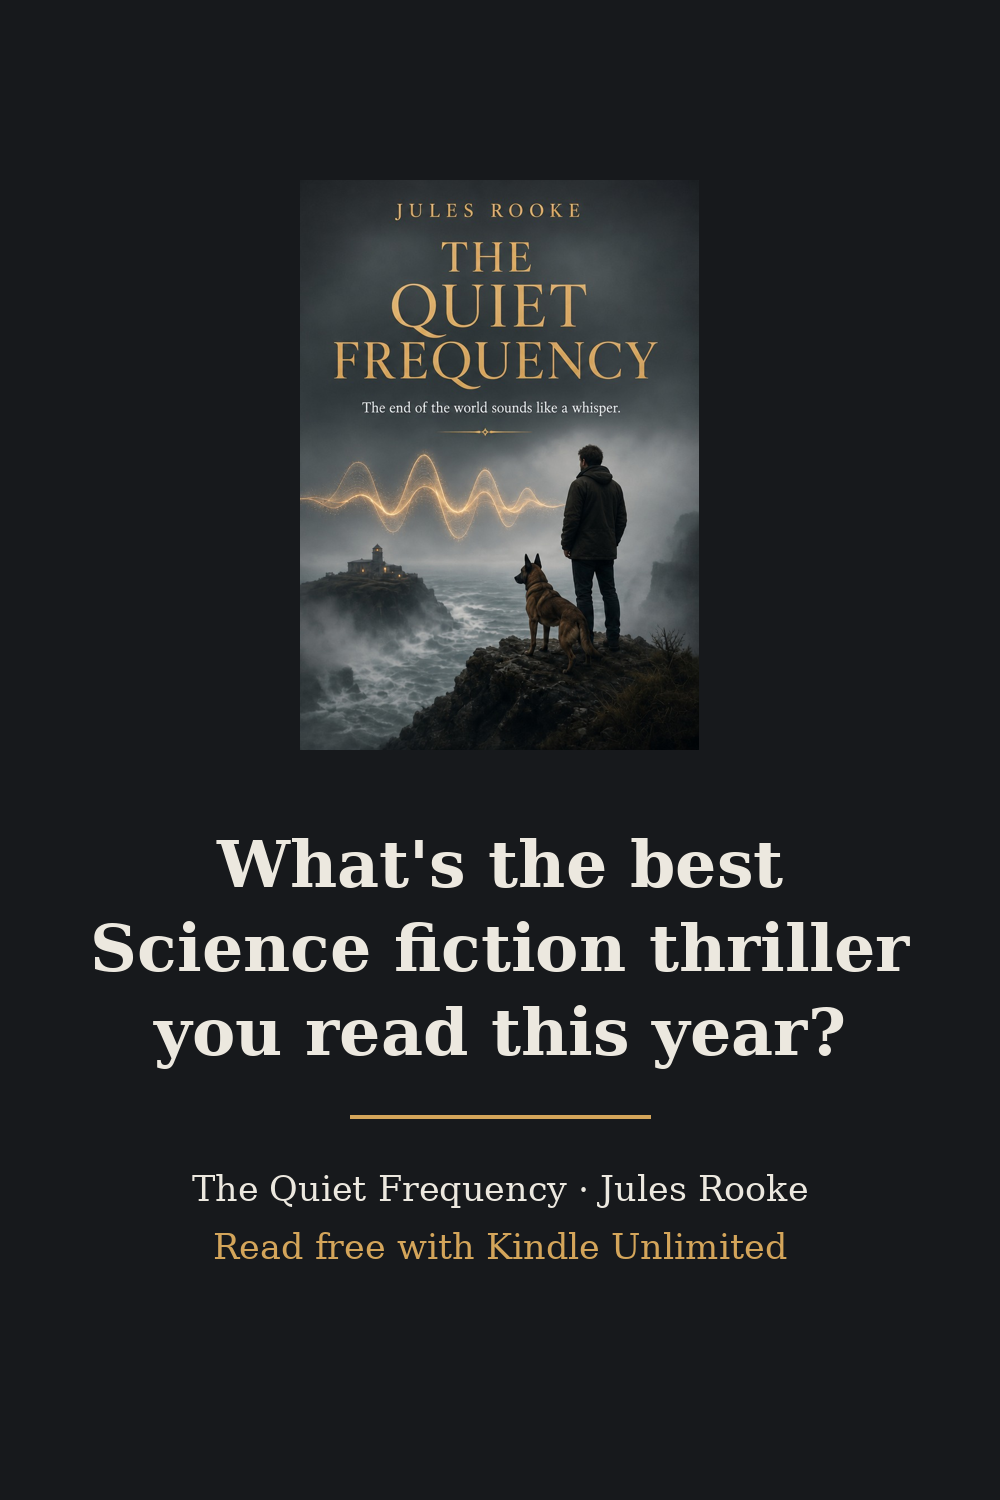 JULES ROOKE
THE
QUIET
FREQUENCY
The end of the world sounds like a whisper.
What's the best
Science fiction thriller
you read this year?
The Quiet Frequency · Jules Rooke
Read free with Kindle Unlimited